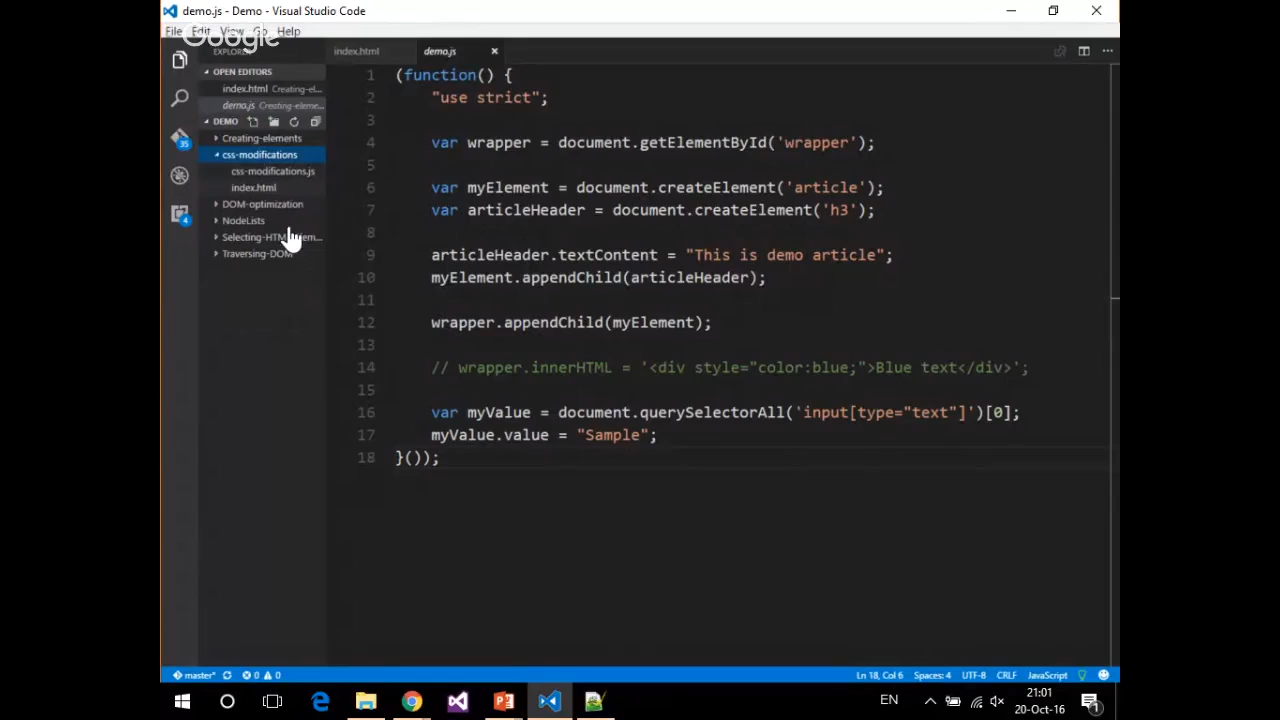 demo.js - Demo - Visual Studio Code
File Edit View Go Help
Google
EXPLORER
index.html
demo.js
OPEN EDITORS
index.html Creating-el...
demo.js Creating-eleme...
DEMO
Creating-elements
css-modifications
css-modifications.js
index.html
DOM-optimization
NodeLists
Selecting-HTM
em...
Traversing-DOM
35
4
1 (function() {
2 "use strict";
3
4 var wrapper = document.getElementById('wrapper');
5
6 var myElement = document.createElement('article');
7 var articleHeader = document.createElement('h3');
8
9 articleHeader.textContent = "This is demo article";
10 myElement.appendChild(articleHeader);
11
12 wrapper.appendChild(myElement);
13
14 // wrapper.innerHTML = '<div style="color:blue;">Blue text</div>';
15
16 var myValue = document.querySelectorAll('input[type="text"]')[0];
17 myValue.value = "Sample";
18 }());
master* 0 0
Ln 18, Col 6 Spaces: 4 UTF-8 CRLF JavaScript
EN
21:01
20-Oct-16
1